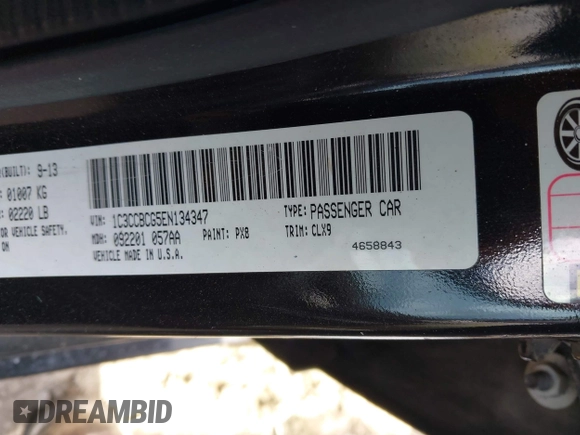 (BUILT): 9-13
: 01007 KG
: 02220 LB
OR VEHICLE SAFETY.
ON
VIN: 1C3CCBCG5EN134347
TYPE: PASSENGER CAR
MDH: 092201 057AA
PAINT: PX8
TRIM: CLX9
VEHICLE MADE IN U.S.A.
4658843
DREAMBID